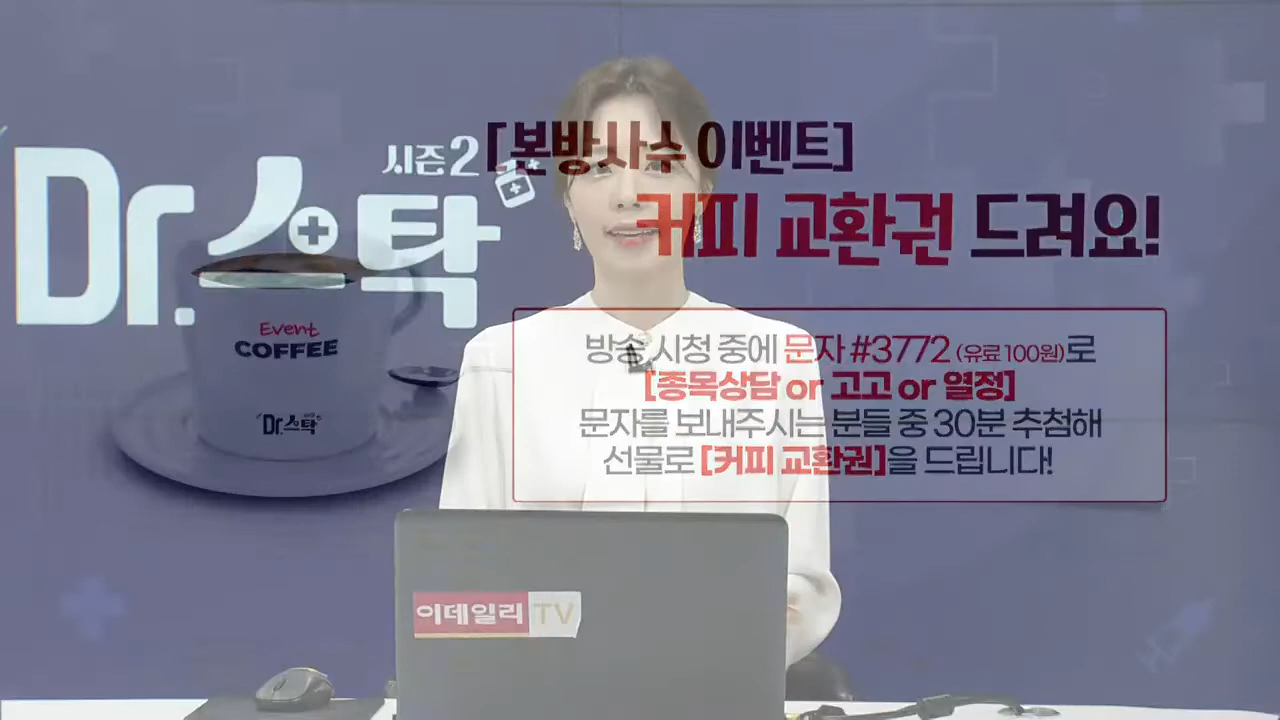 시즌2
Dr.스탁
[본방사수 이벤트]
커피 교환권 드려요!
Event
COFFEE
Dr.스탁
방송 시청 중에 문자 #3772 (유료 100원)로
[종목상담 or 고고 or 열정]
문자를 보내주시는 분들 중 30분 추첨해
선물로 [커피 교환권]을 드립니다!
이데일리 TV